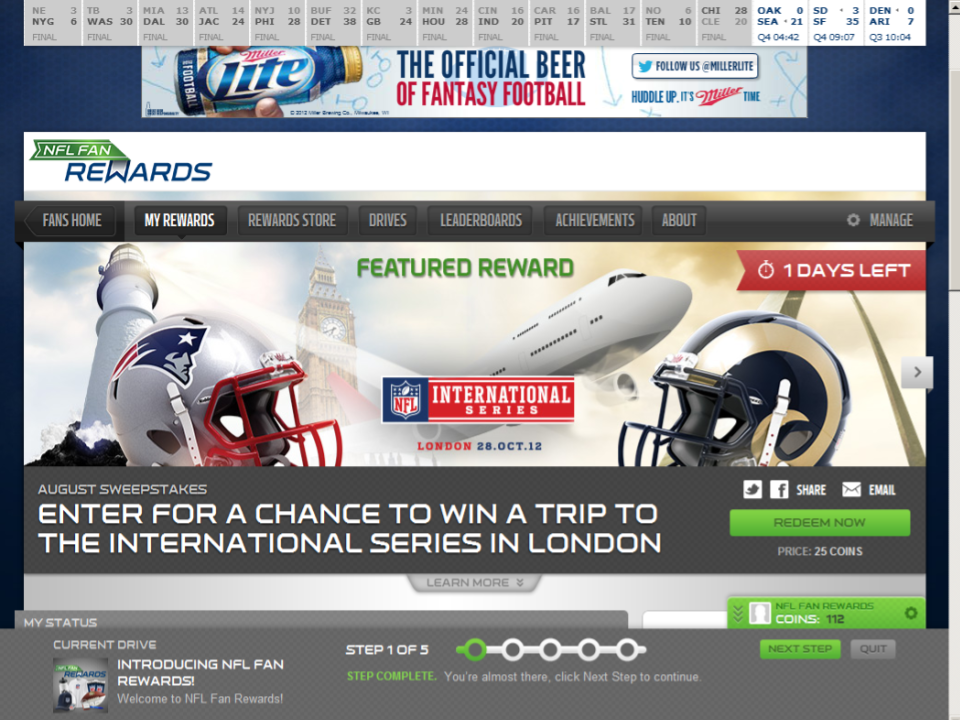 NE 3 TB 3 MIA 13 ATL 14 NYJ 10 BUF 32 KC 3 MIN 24 CIN 16 CAR 16 BAL 17 NO 6 CHI 28 OAK 0 SD 3 DEN 0
NYG 6 WAS 30 DAL 30 JAC 24 PHI 28 DET 38 GB 24 HOU 28 IND 20 PIT 17 STL 31 TEN 10 CLE 20 SEA 21 SF 35 ARI 7
FINAL FINAL FINAL FINAL FINAL FINAL FINAL FINAL FINAL FINAL FINAL FINAL FINAL Q4 04:42 Q4 09:07 Q3 10:04
FOOTBALL
Miller
Lite
THE OFFICIAL BEER
OF FANTASY FOOTBALL
FOLLOW US @MILLERLITE
HUDDLE UP, IT'S Miller TIME
© 2012 Miller Brewing Co., Milwaukee, WI
NFL FAN
REWARDS
FANS HOME MY REWARDS REWARDS STORE DRIVES LEADERBOARDS ACHIEVEMENTS ABOUT MANAGE
FEATURED REWARD
1 DAYS LEFT
NFL
INTERNATIONAL
SERIES
LONDON 28.OCT.12
AUGUST SWEEPSTAKES
ENTER FOR A CHANCE TO WIN A TRIP TO
THE INTERNATIONAL SERIES IN LONDON
SHARE EMAIL
REDEEM NOW
PRICE: 25 COINS
LEARN MORE
MY STATUS
NFL FAN REWARDS
COINS: 112
CURRENT DRIVE
NFL FAN
REWARDS
INTRODUCING NFL FAN
REWARDS!
Welcome to NFL Fan Rewards!
STEP 1 OF 5
STEP COMPLETE. You're almost there, click Next Step to continue.
NEXT STEP QUIT